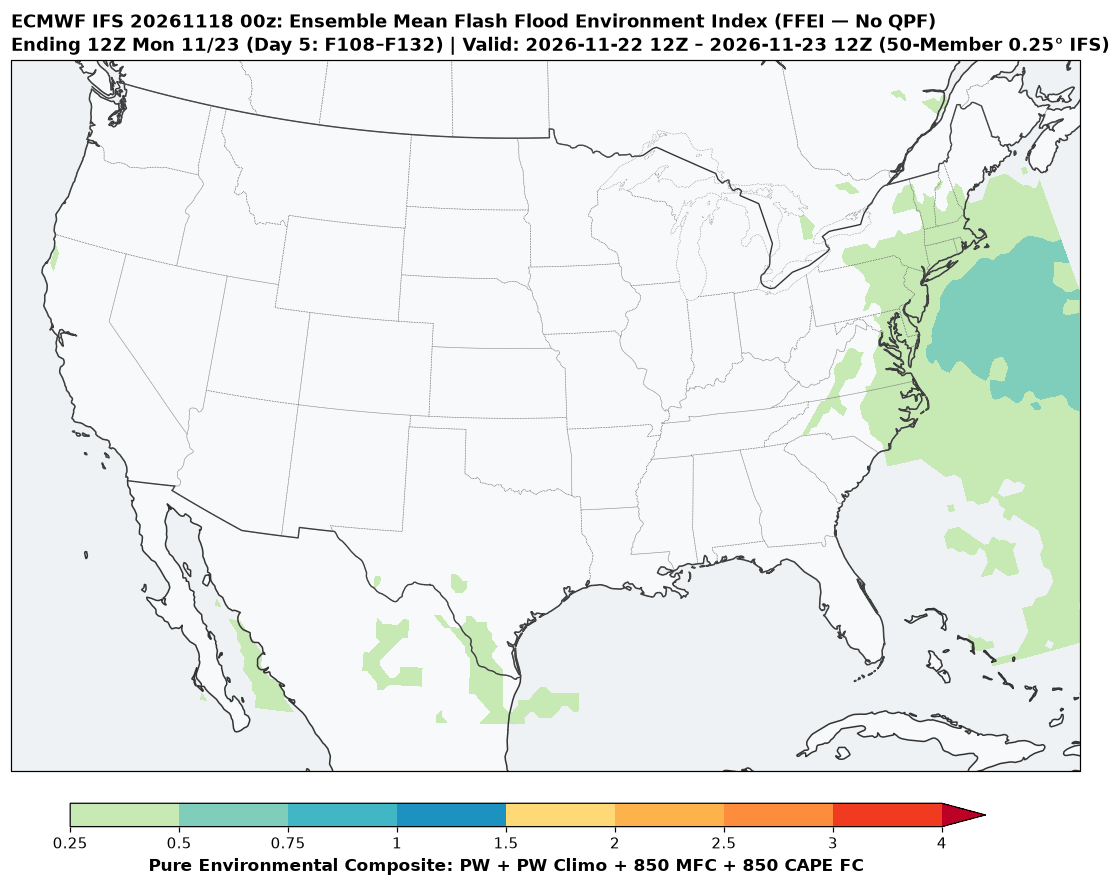 ECMWF IFS 20261118 00z: Ensemble Mean Flash Flood Environment Index (FFEI — No QPF)
Ending 12Z Mon 11/23 (Day 5: F108–F132) | Valid: 2026-11-22 12Z – 2026-11-23 12Z (50-Member 0.25° IFS)
0.25 0.5 0.75 1 1.5 2 2.5 3 4
Pure Environmental Composite: PW + PW Climo + 850 MFC + 850 CAPE FC